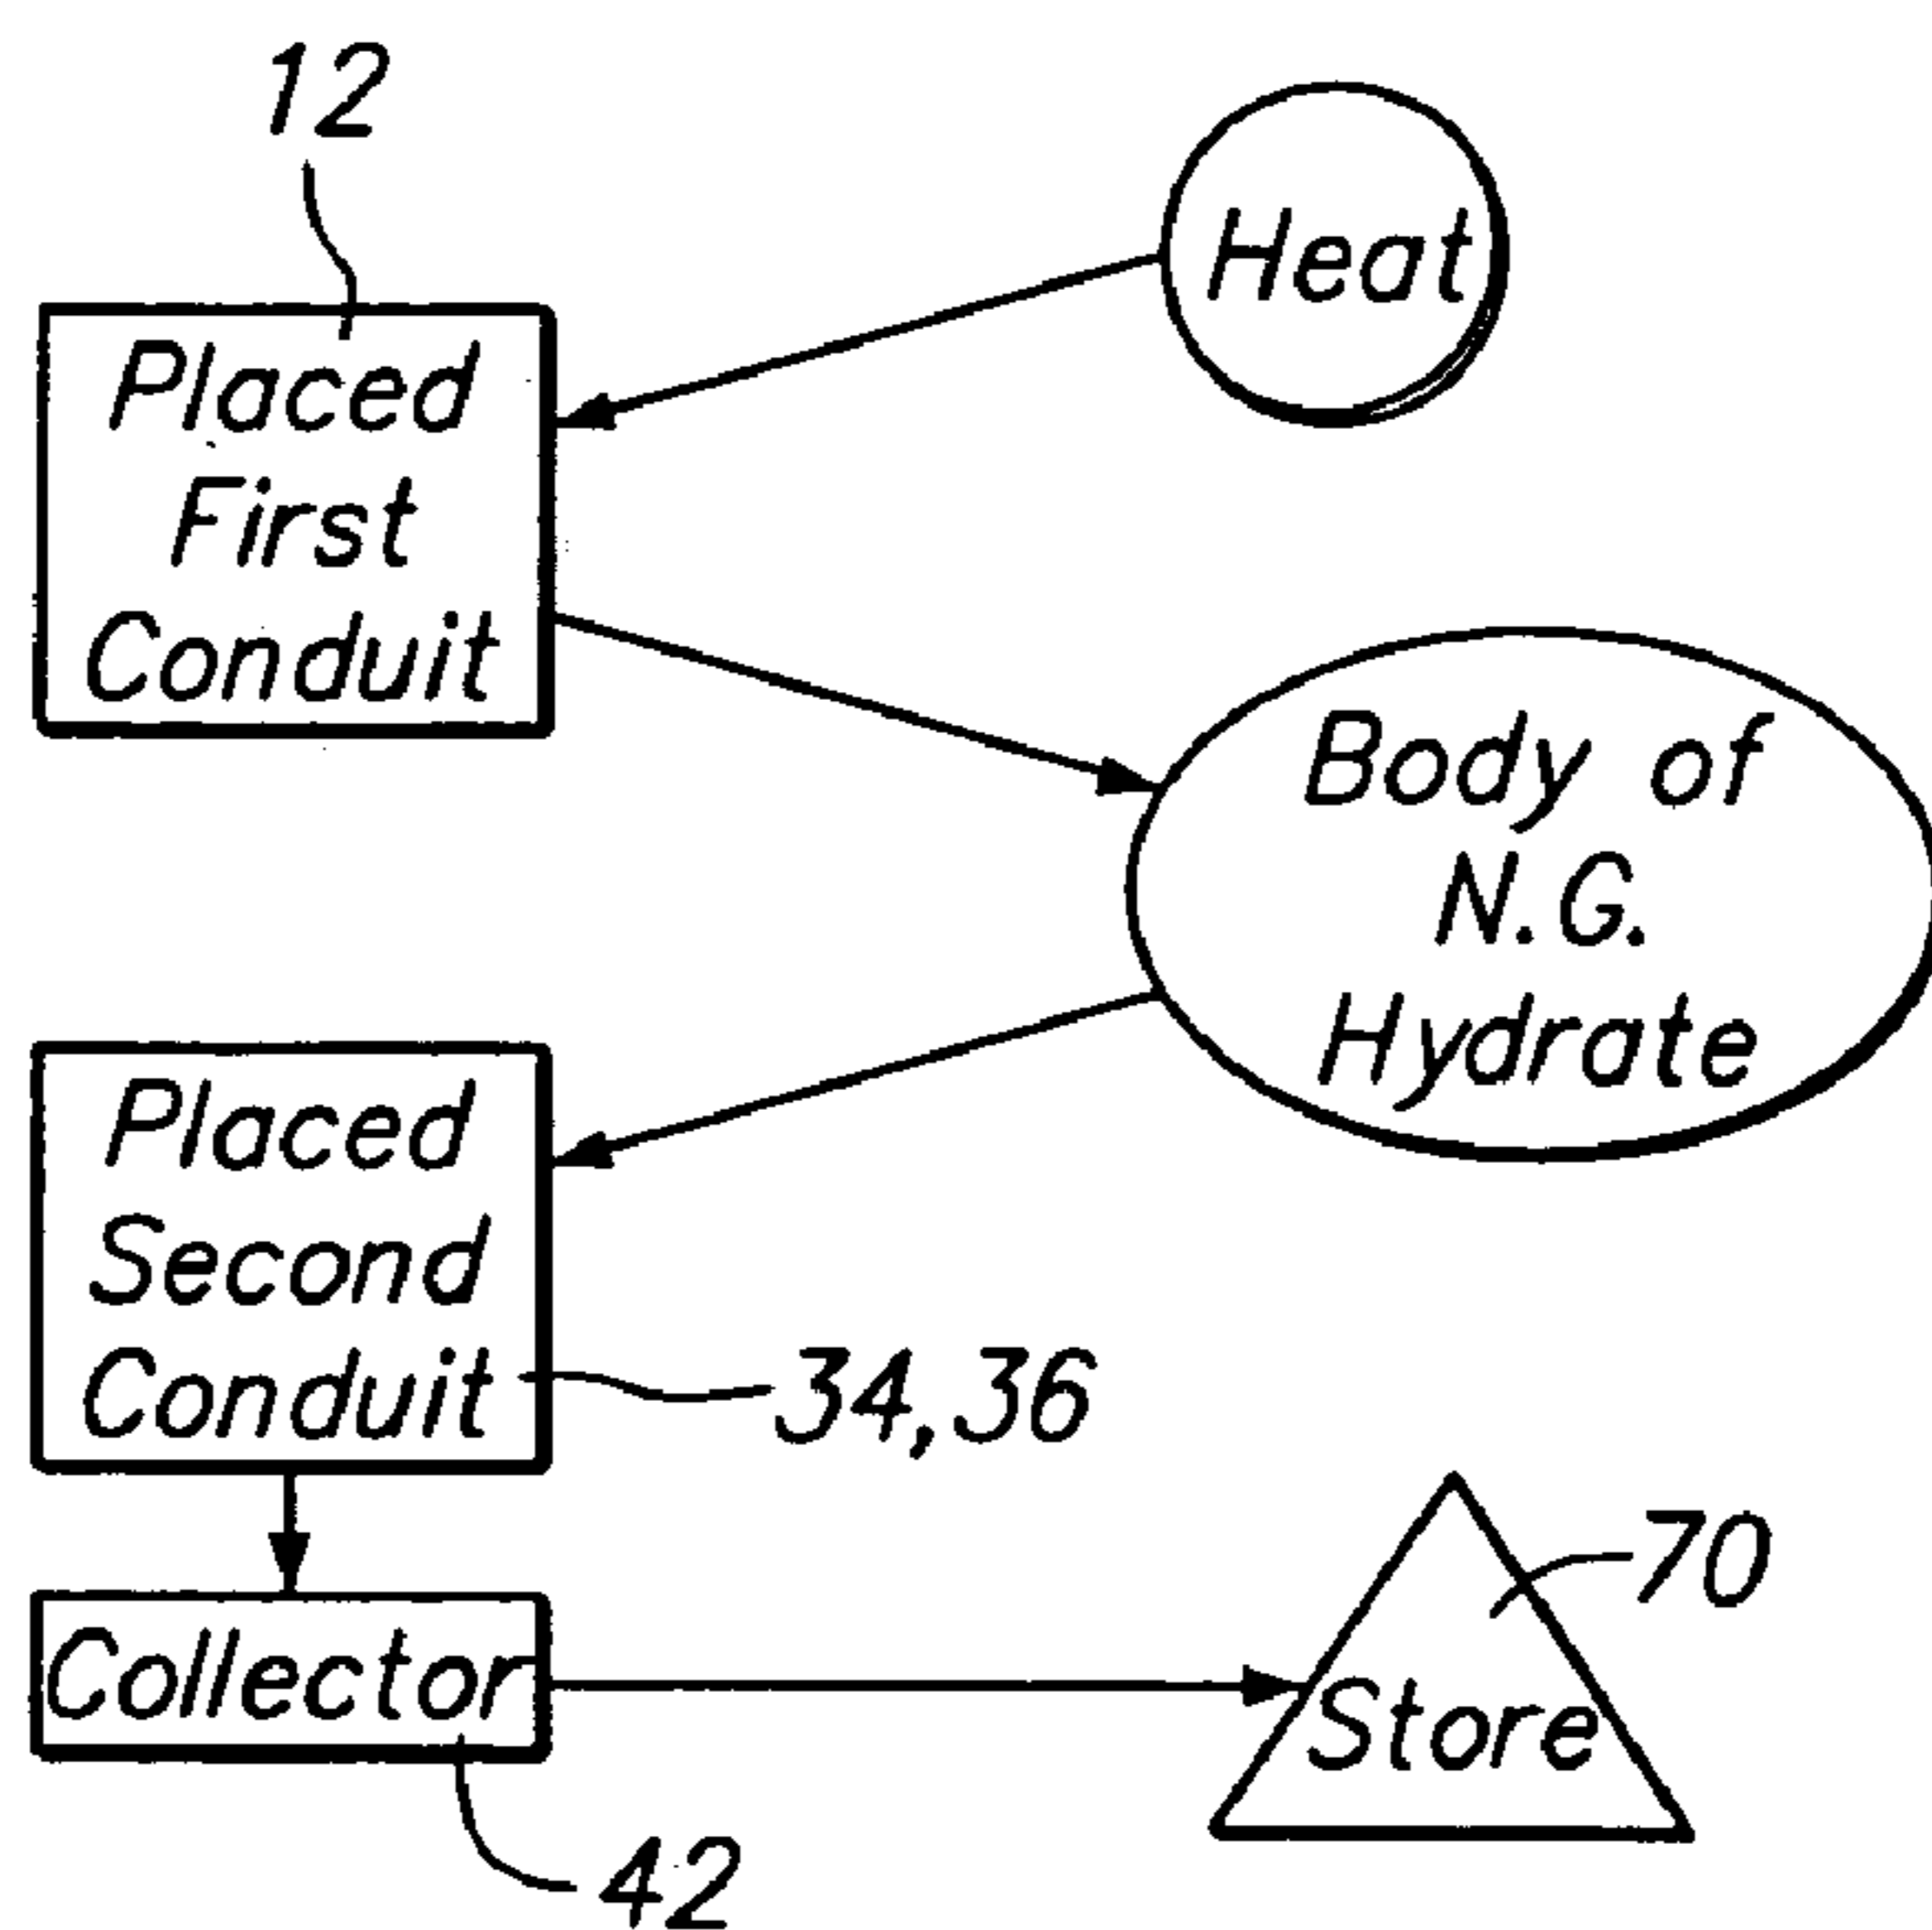 12
Heat
Placed
First
Conduit
Body of
N.G.
Hydrate
Placed
Second
Conduit
34,36
Collector
42
Store
70